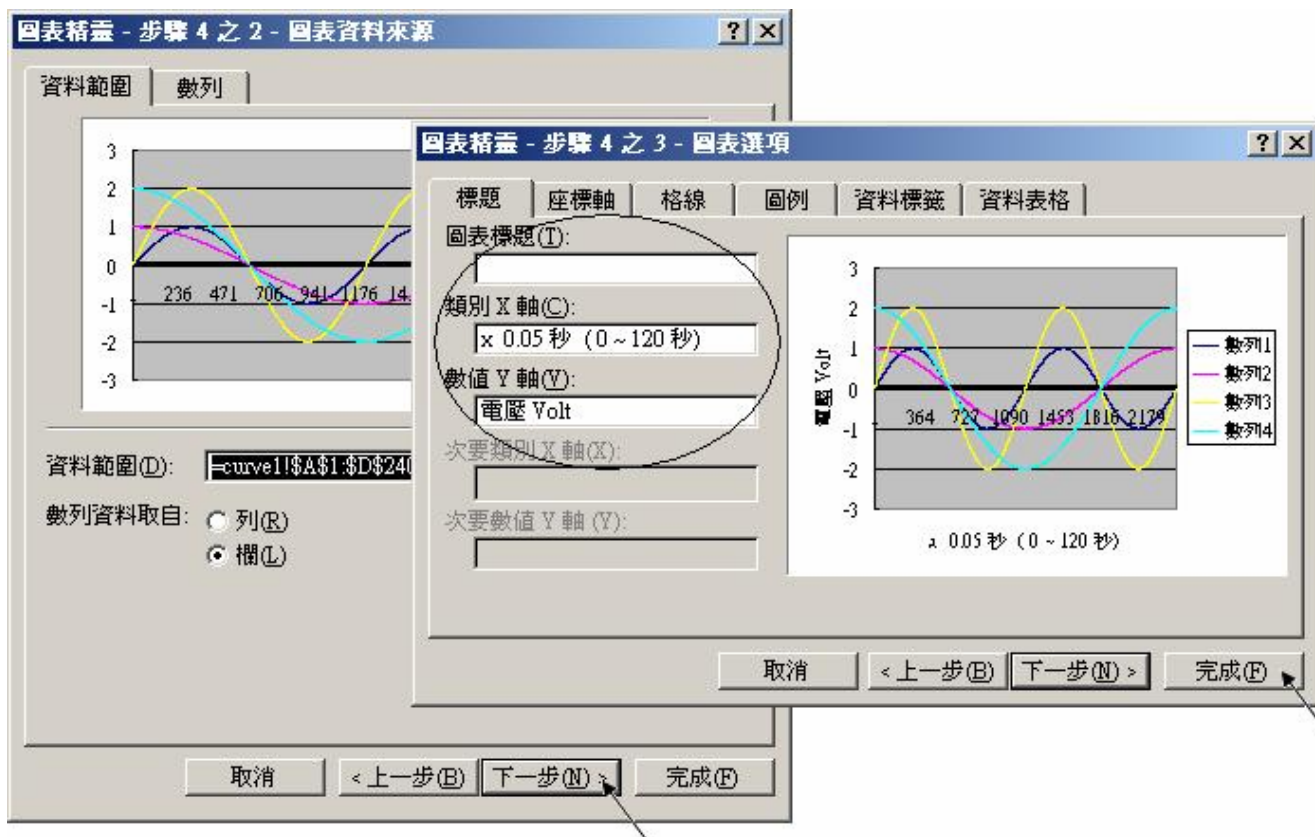 圖表精靈 - 步驟 4 之 2 - 圖表資料來源
資料範圍 數列
3
2
1
0
-1
-2
-3
236 471 706 941 1176
資料範圍(D): =curve1!$A$1:$D$240
數列資料取自: 列(R)
欄(L)
取消 <上一步(B) 下一步(N)> 完成(F)
圖表精靈 - 步驟 4 之 3 - 圖表選項
標題 座標軸 格線 圖例 資料標籤 資料表格
圖表標題(T):
類別 X 軸(C):
x 0.05 秒 (0 ~ 120 秒)
數值 Y 軸(V):
電壓 Volt
次要類別 X 軸(X):
次要數值 Y 軸 (Y):
3
2
1
0
-1
-2
-3
電壓 Volt
364 727 1090 1453 1816 2179
0.05 秒 (0 ~ 120 秒)
數列1
數列2
數列3
數列4
取消 <上一步(B) 下一步(N)> 完成(F)